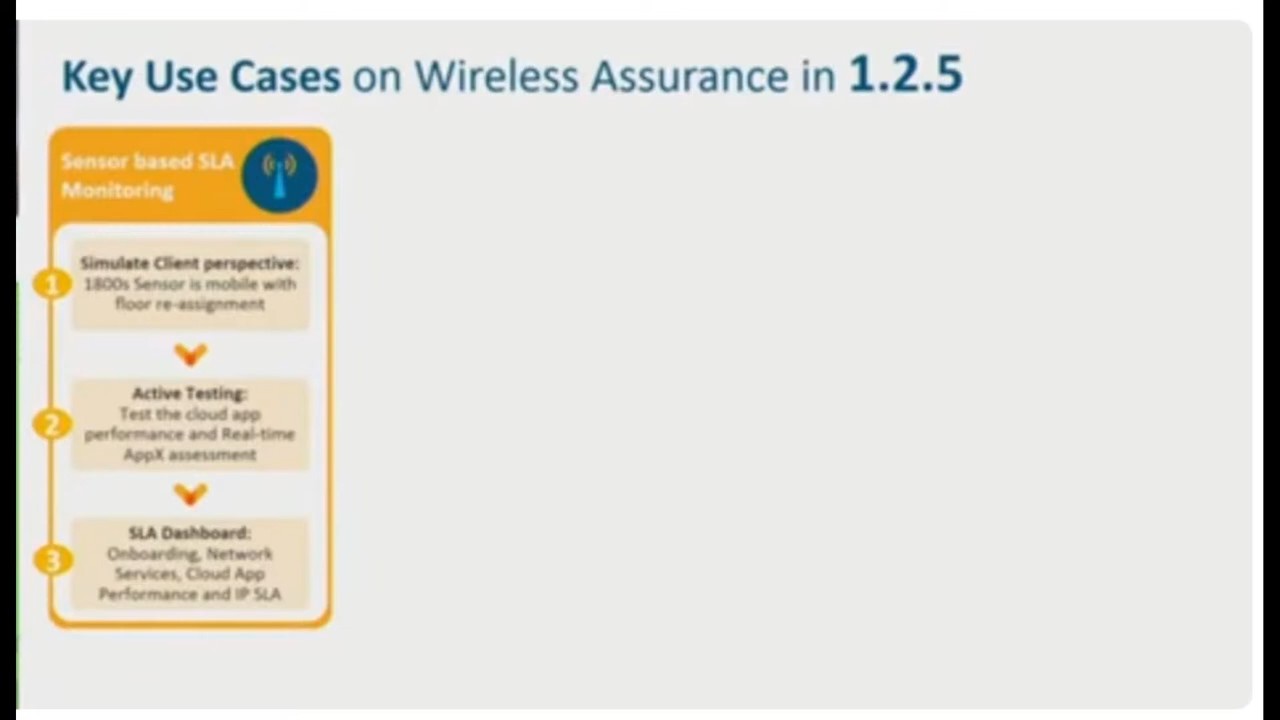 Key Use Cases on Wireless Assurance in 1.2.5
Sensor based SLA
Monitoring
1
Simulate Client perspective:
1800s Sensor is mobile with
floor re-assignment
2
Active Testing:
Test the cloud app
performance and Real-time
AppX assessment
3
SLA Dashboard:
Onboarding, Network
Services, Cloud App
Performance and IP SLA